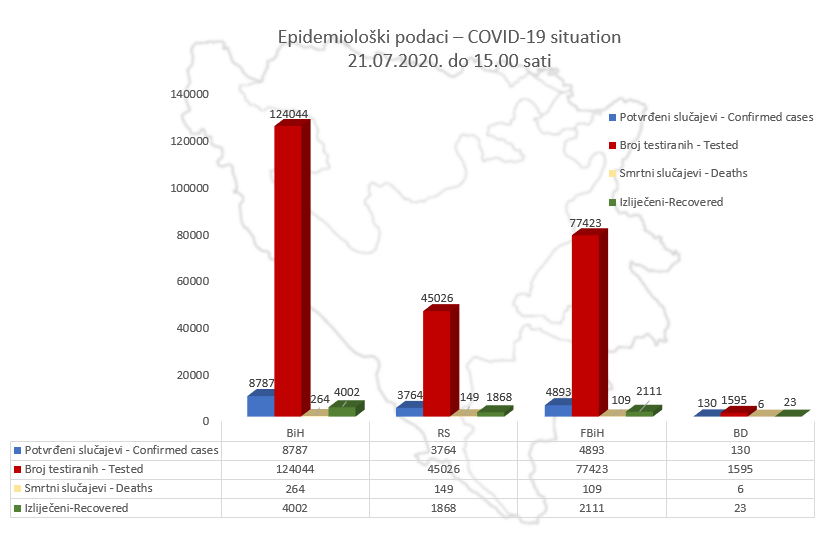 Epidemiološki podaci – COVID-19 situation
21.07.2020. do 15.00 sati
140000
120000
100000
80000
60000
40000
20000
0
124044
8787
264
4002
45026
3764
149
1868
77423
4893
109
2111
130
1595
6
23
Potvrđeni slučajevi - Confirmed cases
Broj testiranih - Tested
Smrtni slučajevi - Deaths
Izliječeni-Recovered
BiH RS FBiH BD
Potvrđeni slučajevi - Confirmed cases 8787 3764 4893 130
Broj testiranih - Tested 124044 45026 77423 1595
Smrtni slučajevi - Deaths 264 149 109 6
Izliječeni-Recovered 4002 1868 2111 23